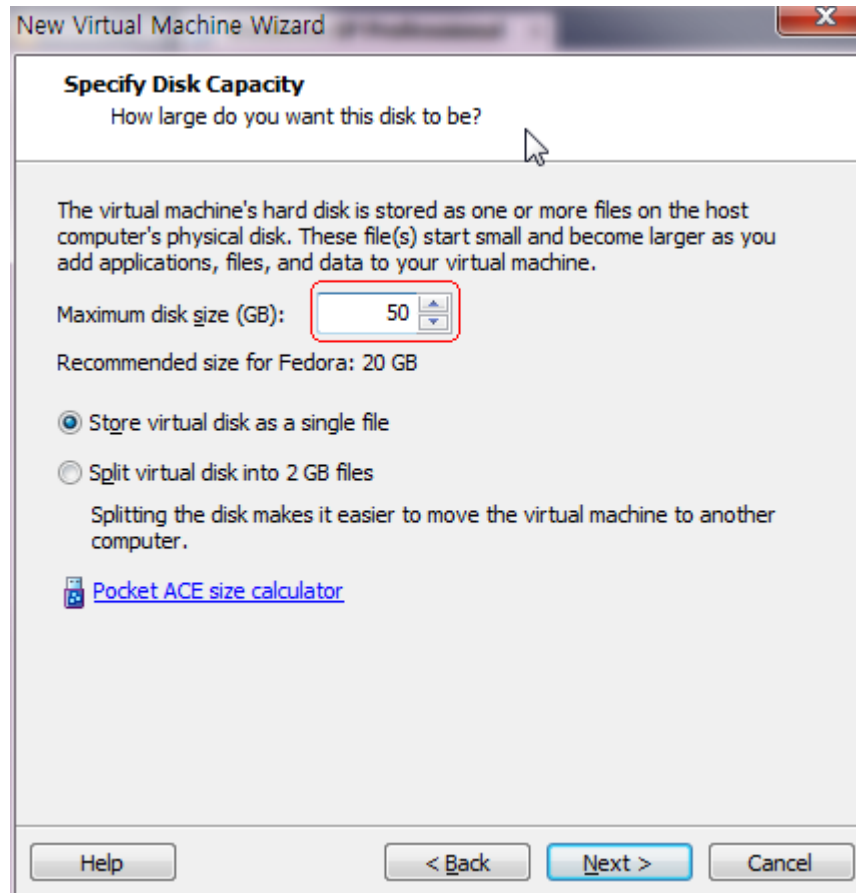 New Virtual Machine Wizard
Specify Disk Capacity
How large do you want this disk to be?
The virtual machine's hard disk is stored as one or more files on the host
computer's physical disk. These file(s) start small and become larger as you
add applications, files, and data to your virtual machine.
Maximum disk size (GB): 50
Recommended size for Fedora: 20 GB
Store virtual disk as a single file
Split virtual disk into 2 GB files
Splitting the disk makes it easier to move the virtual machine to another
computer.
Pocket ACE size calculator
Help < Back Next > Cancel